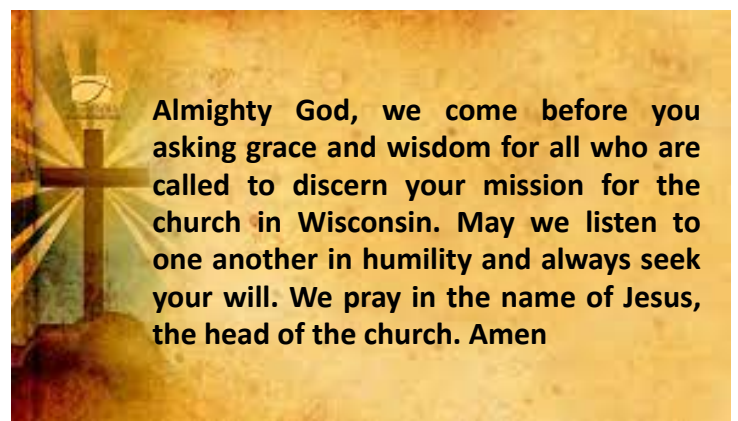 Almighty God, we come before you
asking grace and wisdom for all who are
called to discern your mission for the
church in Wisconsin. May we listen to
one another in humility and always seek
your will. We pray in the name of Jesus,
the head of the church. Amen